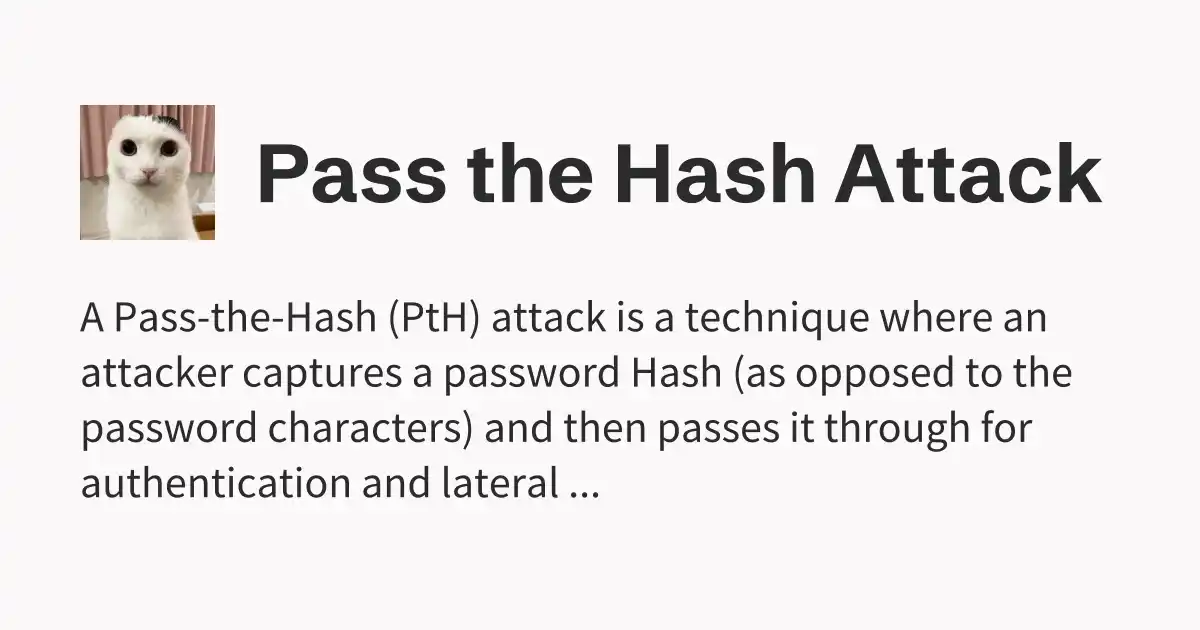 Pass the Hash Attack
A Pass-the-Hash (PtH) attack is a technique where an
attacker captures a password Hash (as opposed to the
password characters) and then passes it through for
authentication and lateral ...